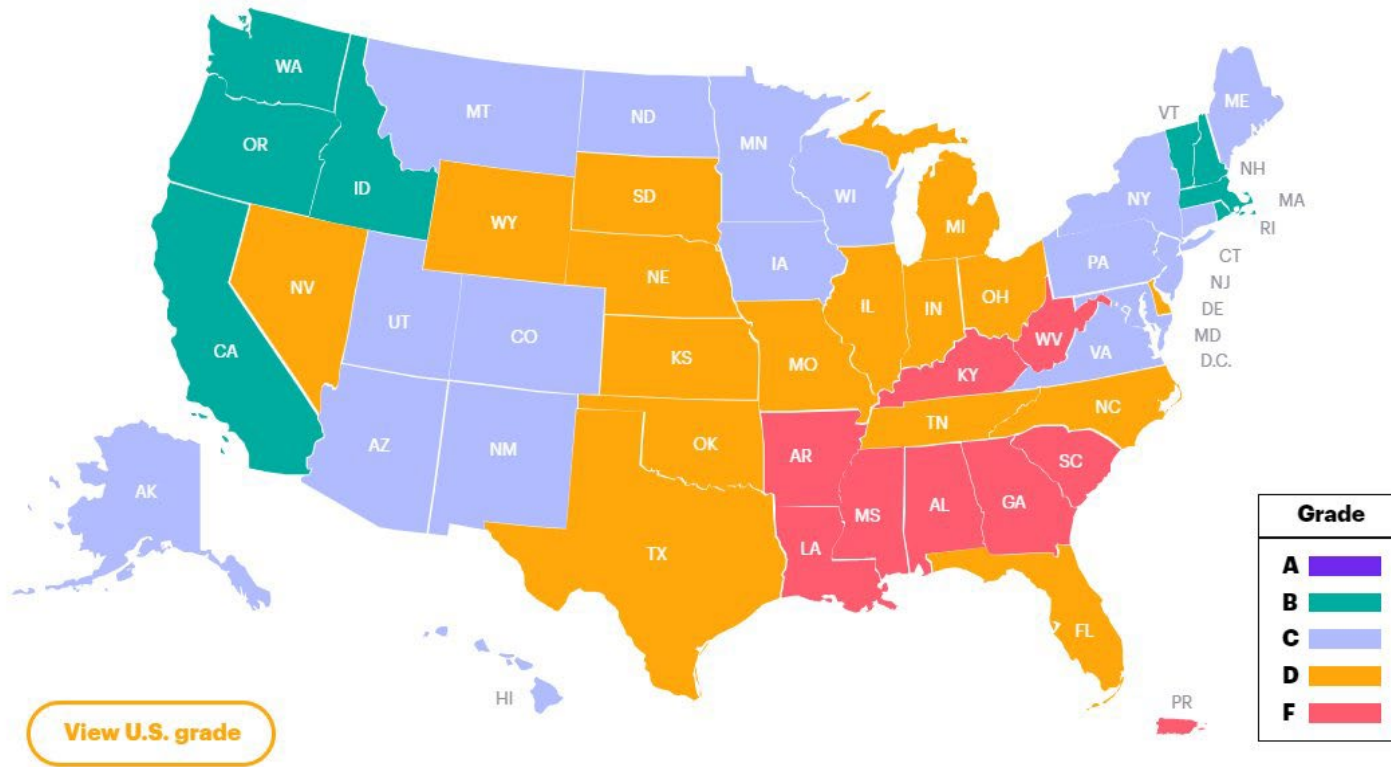 WA
MT
ND
MN
ME
VT
OR
ID
SD
WI
NY
NH
MA
WY
MI
RI
CT
IA
PA
NE
NJ
NV
IL
IN
OH
DE
UT
CO
WV
MD
CA
KS
MO
VA
D.C.
KY
NC
TN
AZ
NM
OK
AR
SC
AK
MS
AL
GA
TX
LA
FL
HI
PR
Grade
A
B
C
D
F
View U.S. grade